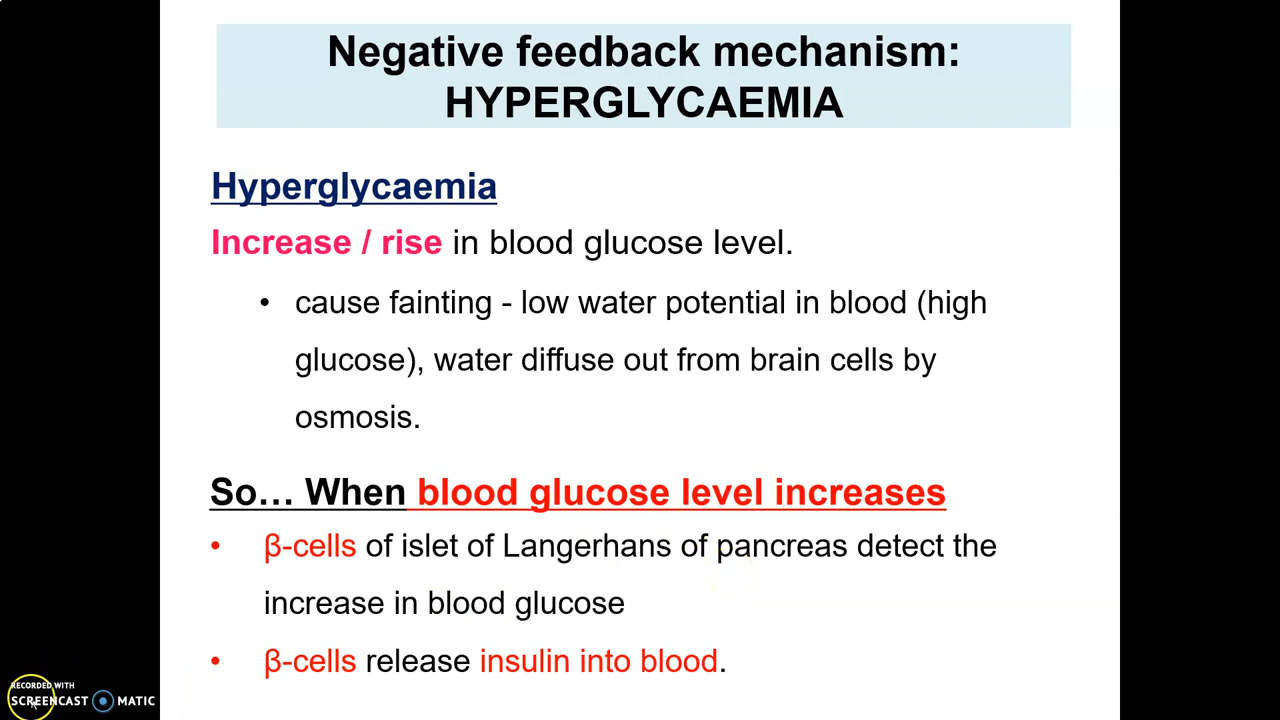 Negative feedback mechanism:
HYPERGLYCAEMIA
Hyperglycaemia
Increase / rise in blood glucose level.
• cause fainting - low water potential in blood (high
glucose), water diffuse out from brain cells by
osmosis.
So… When blood glucose level increases
• β-cells of islet of Langerhans of pancreas detect the
increase in blood glucose
• β-cells release insulin into blood.
RECORDED WITH
SCREENCAST MATIC